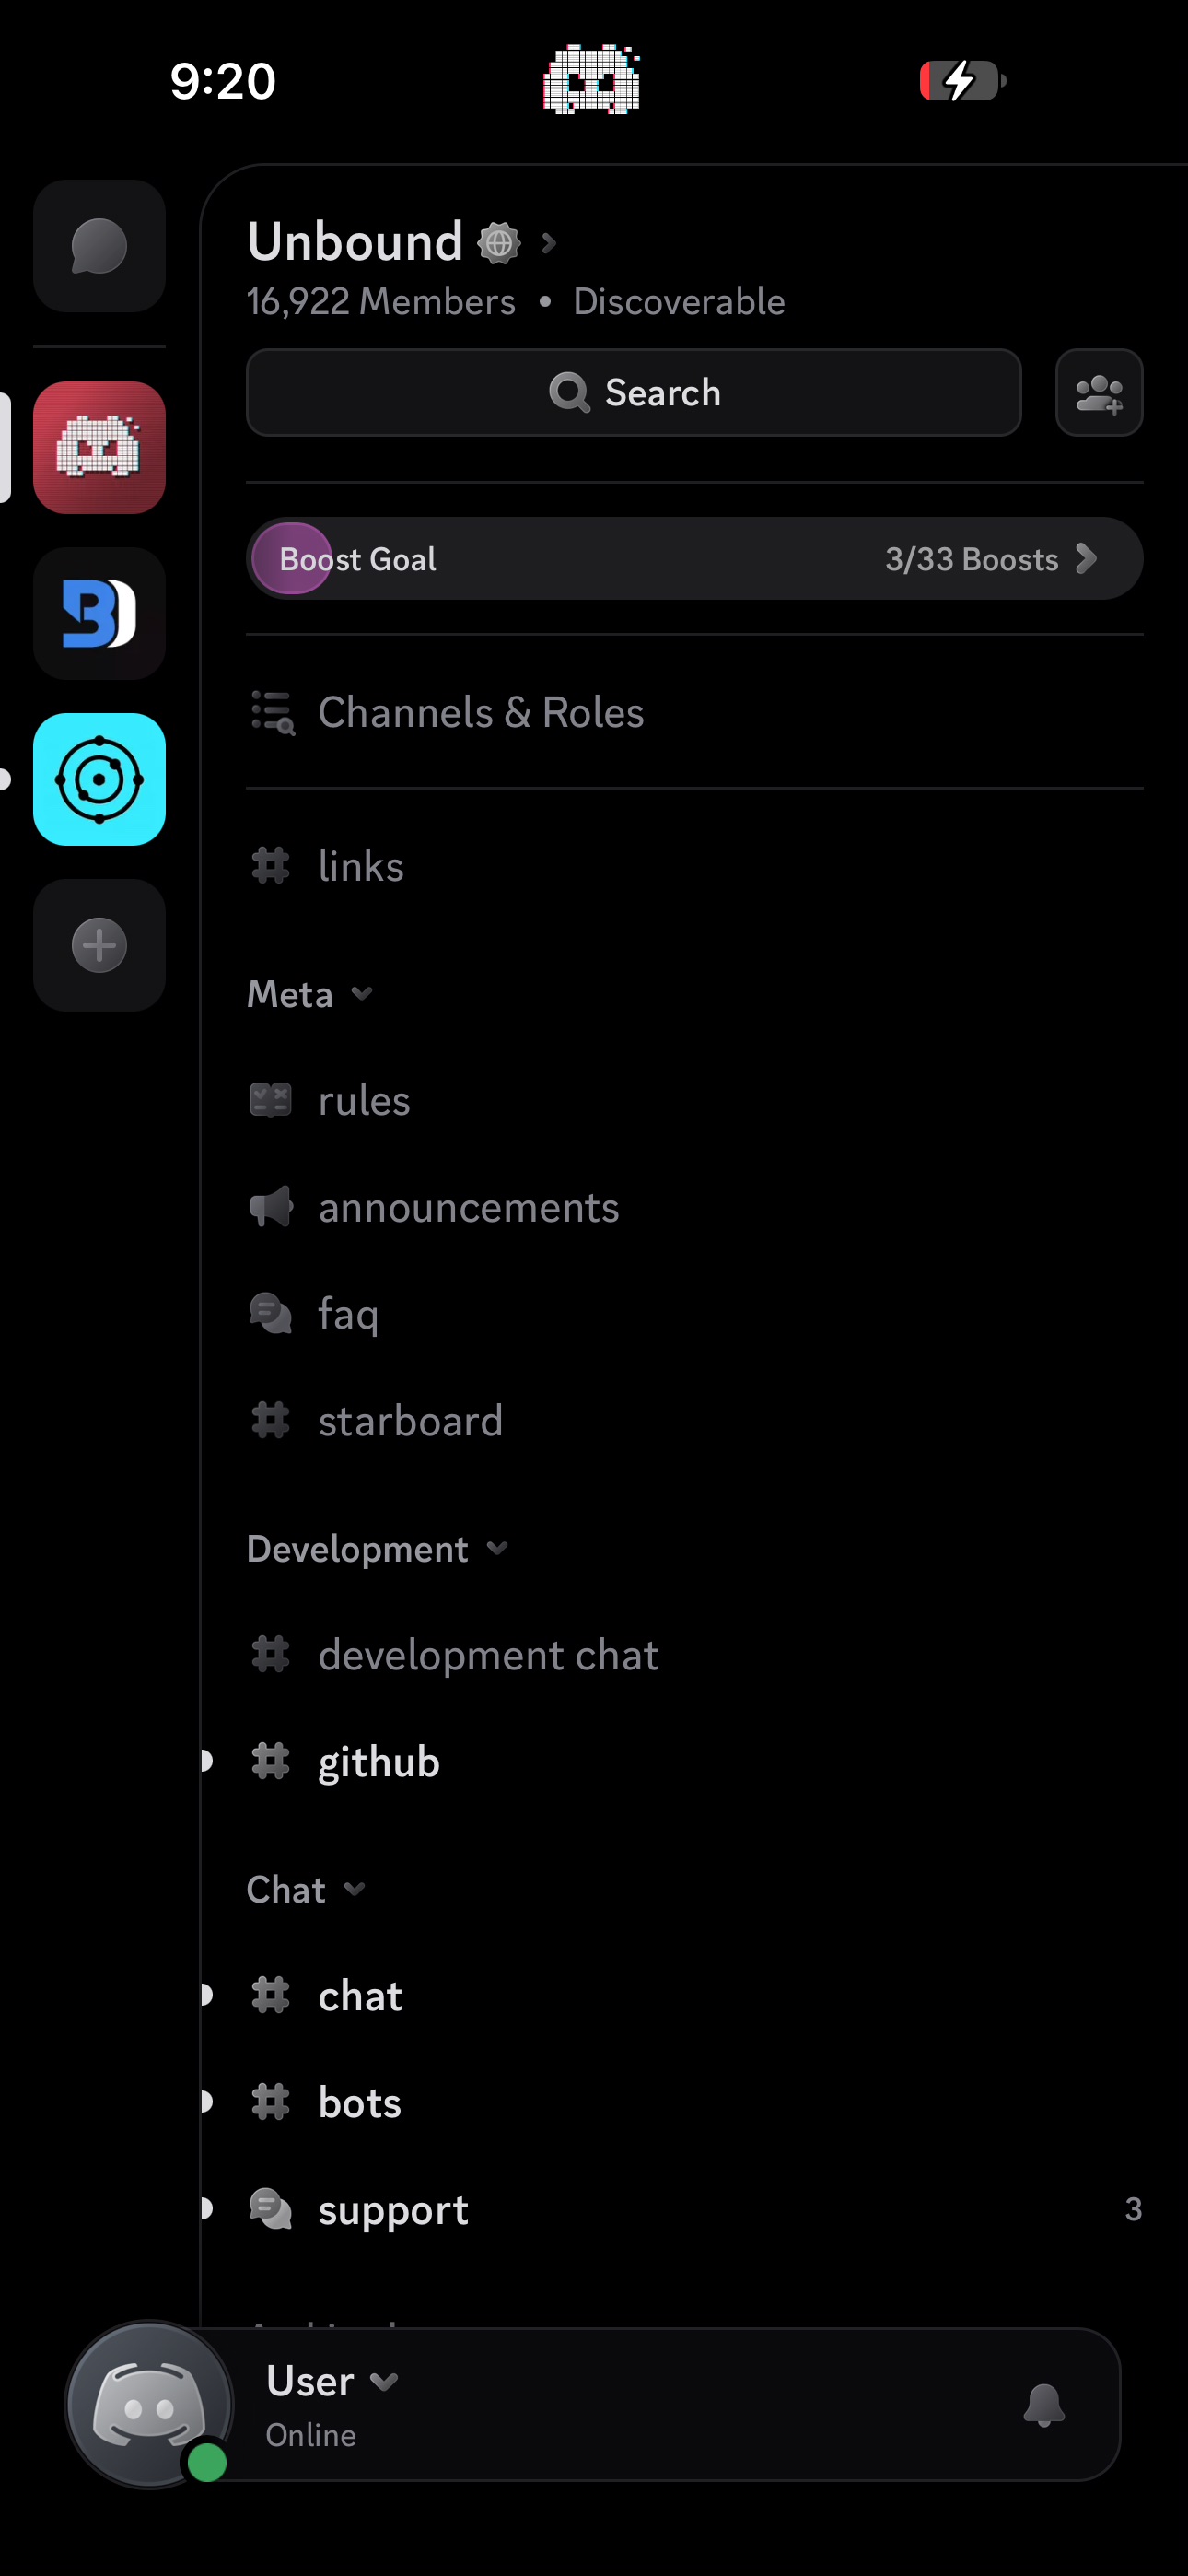 9:20
Unbound
16,922 Members • Discoverable
Search
Boost Goal 3/33 Boosts
Channels & Roles
links
Meta
rules
announcements
faq
starboard
Development
development chat
github
Chat
chat
bots
support 3
User
Online